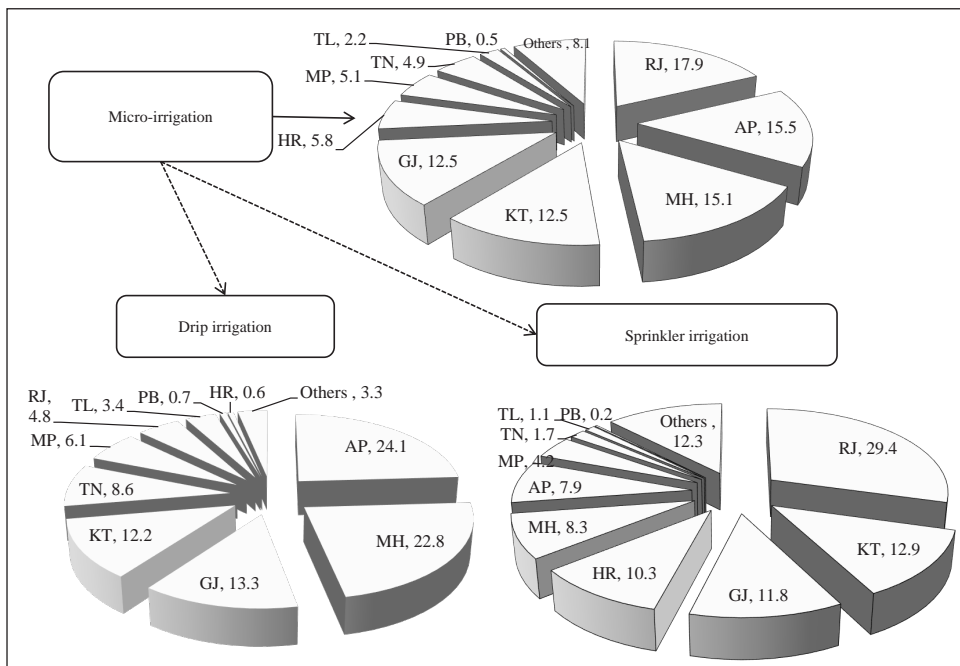 Micro-irrigation
TL, 2.2
PB, 0.5
Others , 8.1
TN, 4.9
MP, 5.1
HR, 5.8
RJ, 17.9
AP, 15.5
GJ, 12.5
KT, 12.5
MH, 15.1
Drip irrigation
Sprinkler irrigation
RJ,
4.8
TL, 3.4
PB, 0.7
HR, 0.6
Others , 3.3
MP, 6.1
AP, 24.1
TN, 8.6
KT, 12.2
MH, 22.8
GJ, 13.3
TL, 1.1
PB, 0.2
Others ,
12.3
TN, 1.7
MP, 4.2
RJ, 29.4
AP, 7.9
MH, 8.3
KT, 12.9
HR, 10.3
GJ, 11.8